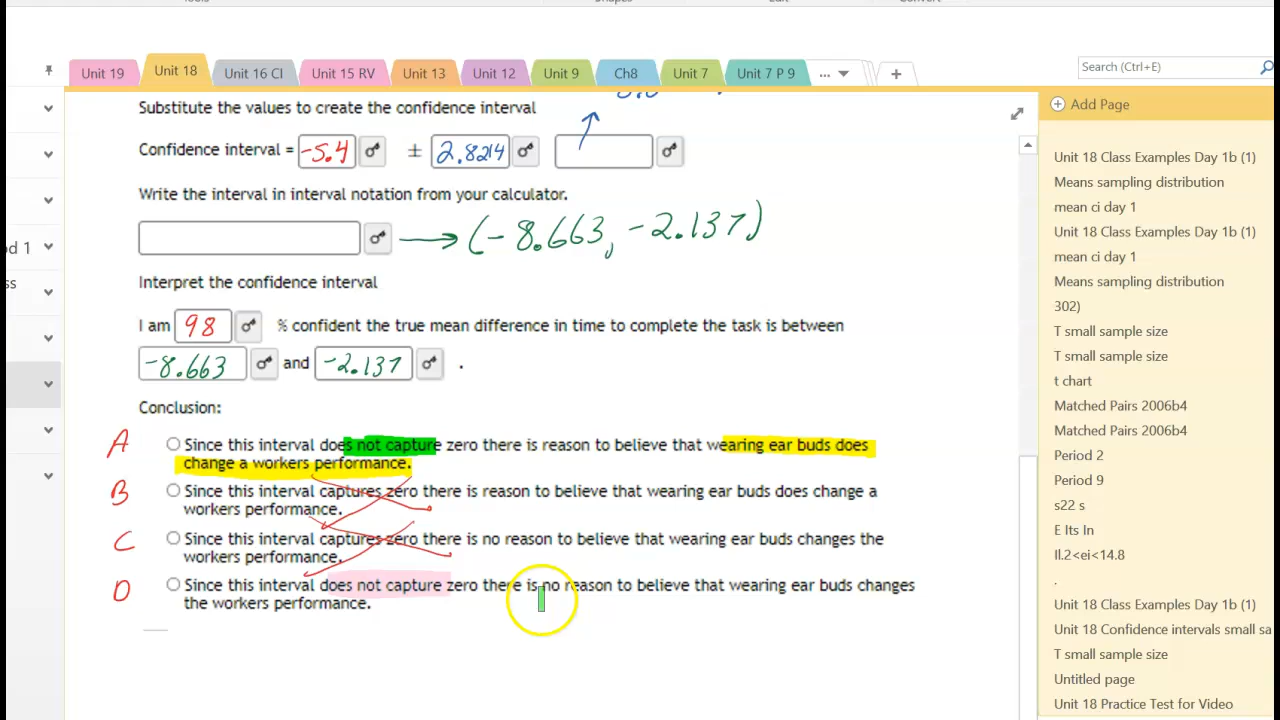 Unit 19 Unit 18 Unit 16 CI Unit 15 RV Unit 13 Unit 12 Unit 9 Ch8 Unit 7 Unit 7 P 9 ... +
Search (Ctrl+E)
Substitute the values to create the confidence interval
Confidence interval = -5.4 ± 2.8214
Write the interval in interval notation from your calculator.
→ (-8.663, -2.137)
Interpret the confidence interval
I am 98 % confident the true mean difference in time to complete the task is between
-8.663 and -2.137 .
Conclusion:
A Since this interval does not capture zero there is reason to believe that wearing ear buds does
change a workers performance.
B Since this interval captures zero there is reason to believe that wearing ear buds does change a
workers performance.
C Since this interval captures zero there is no reason to believe that wearing ear buds changes the
workers performance.
D Since this interval does not capture zero there is no reason to believe that wearing ear buds changes
the workers performance.
Add Page
Unit 18 Class Examples Day 1b (1)
Means sampling distribution
mean ci day 1
Unit 18 Class Examples Day 1b (1)
mean ci day 1
Means sampling distribution
302)
T small sample size
T small sample size
t chart
Matched Pairs 2006b4
Matched Pairs 2006b4
Period 2
Period 9
s22 s
E Its In
Il.2<ei<14.8
.
Unit 18 Class Examples Day 1b (1)
Unit 18 Confidence intervals small sa
T small sample size
Untitled page
Unit 18 Practice Test for Video
od 1
ss